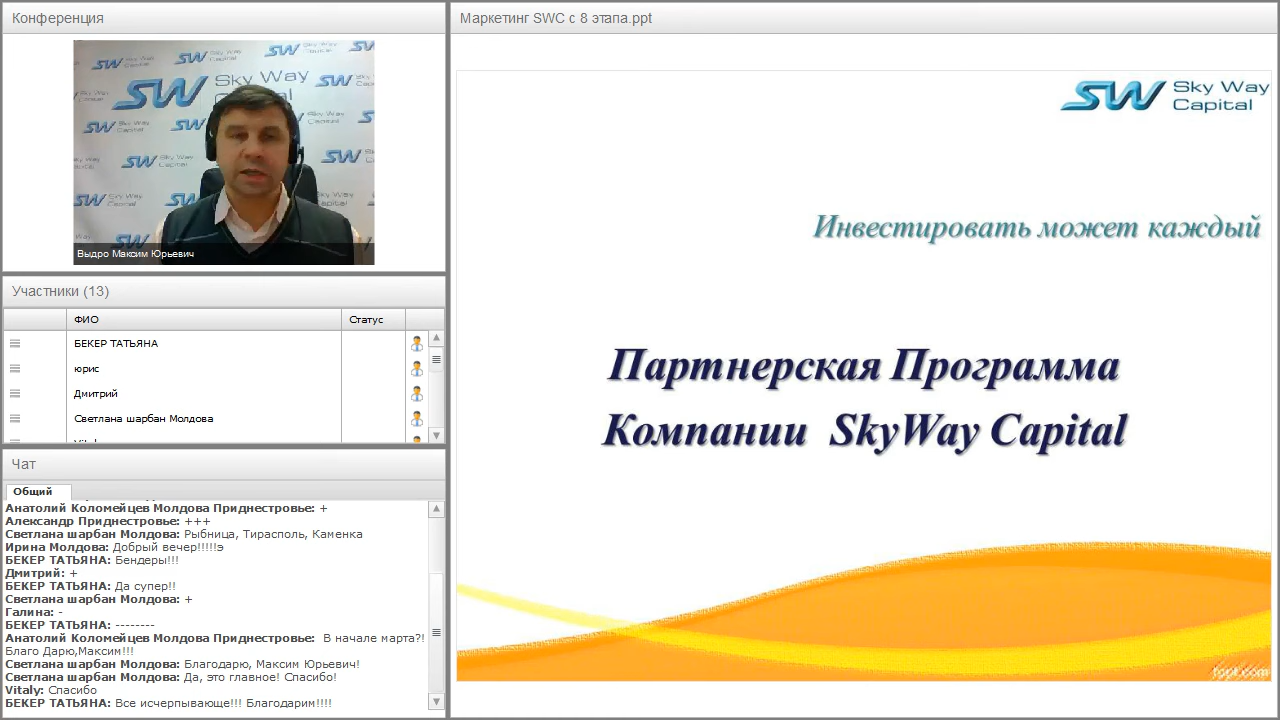 Конференция
Sky Way
Capital
Выдро Максим Юрьевич
Участники (13)
ФИО
Статус
БЕКЕР ТАТЬЯНА
юрис
Дмитрий
Светлана шарбан Молдова
Чат
Общий
Анатолий Коломейцев Молдова Приднестровье: +
Александр Приднестровье: +++
Светлана шарбан Молдова: Рыбница, Тирасполь, Каменка
Ирина Молдова: Добрый вечер!!!!!э
БЕКЕР ТАТЬЯНА: Бендеры!!!
Дмитрий: +
БЕКЕР ТАТЬЯНА: Да супер!!
Светлана шарбан Молдова: +
Галина: -
БЕКЕР ТАТЬЯНА: --------
Анатолий Коломейцев Молдова Приднестровье: В начале марта?!
Благо Дарю,Максим!!!
Светлана шарбан Молдова: Благодарю, Максим Юрьевич!
Светлана шарбан Молдова: Да, это главное! Спасибо!
Vitaly: Спасибо
БЕКЕР ТАТЬЯНА: Все исчерпывающе!!! Благодарим!!!!
Маркетинг SWC с 8 этапа.ppt
SW Sky Way
Capital
Инвестировать может каждый
Партнерская Программа
Компании SkyWay Capital